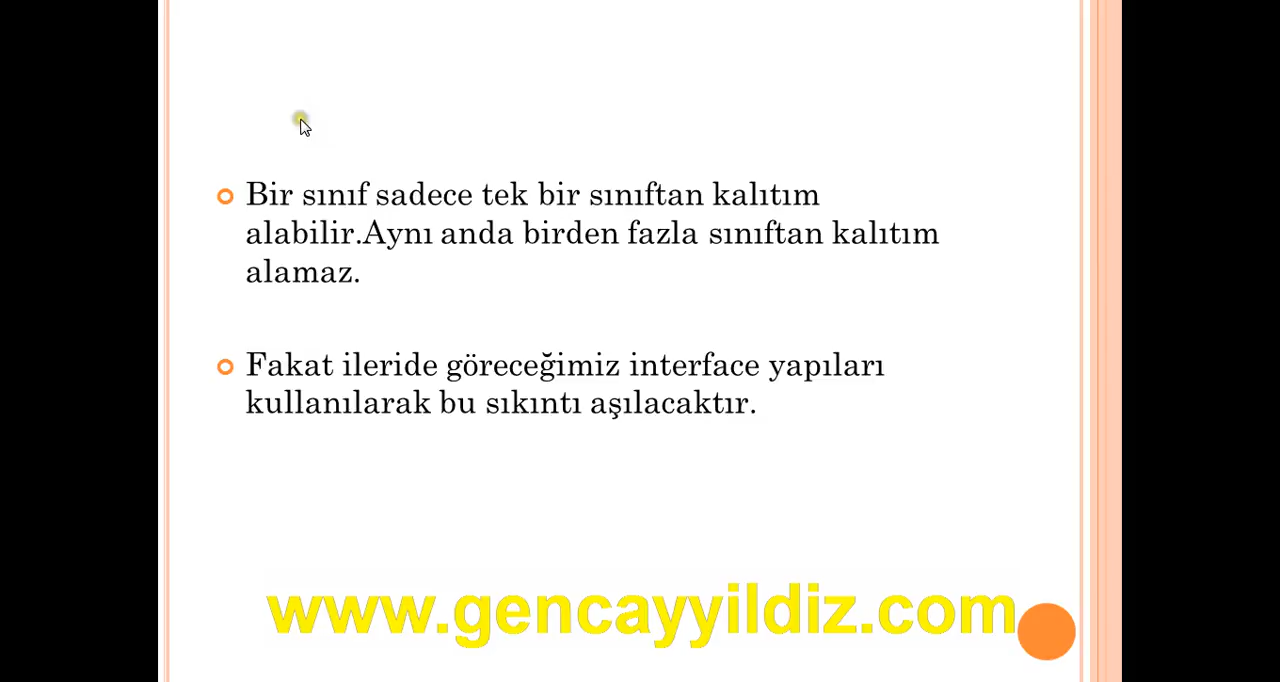 Bir sınıf sadece tek bir sınıftan kalıtım
alabilir.Aynı anda birden fazla sınıftan kalıtım
alamaz.
Fakat ileride göreceğimiz interface yapıları
kullanılarak bu sıkıntı aşılacaktır.
www.gencayyildiz.com